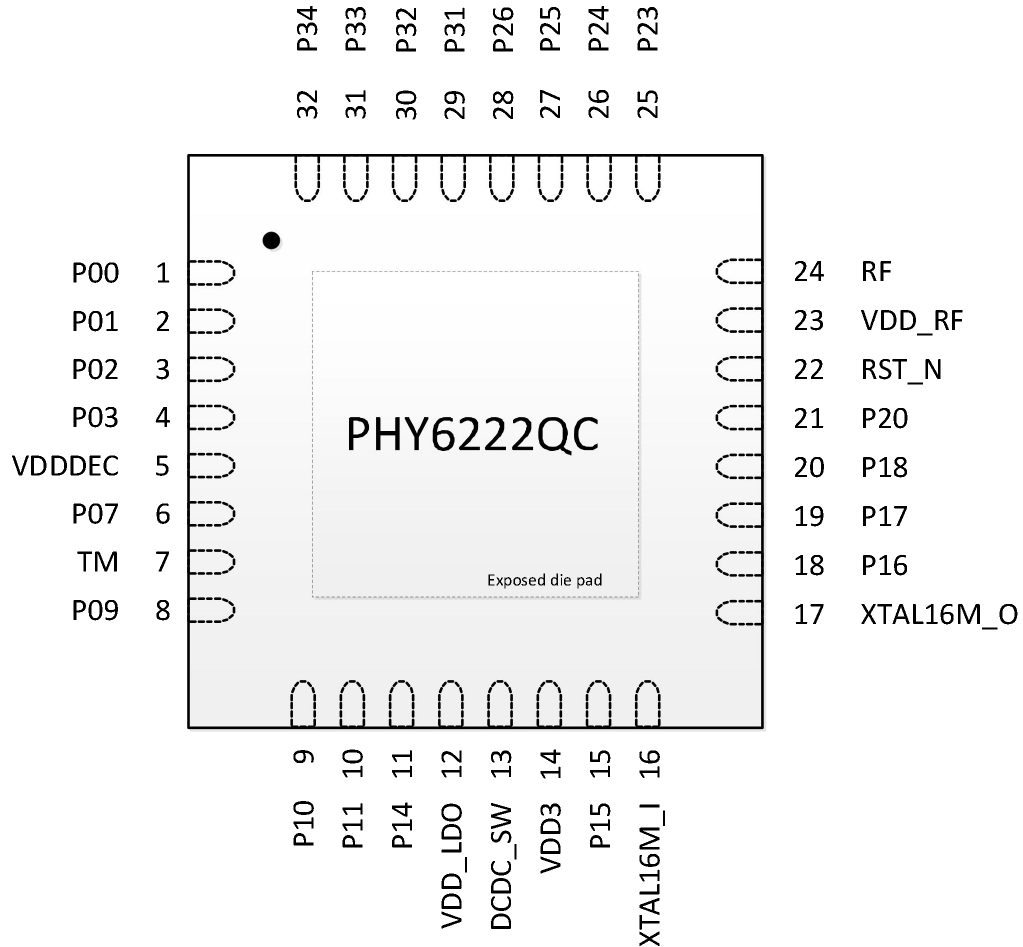 P34 P33 P32 P31 P26 P25 P24 P23
32 31 30 29 28 27 26 25
P00 1
P01 2
P02 3
P03 4
VDDDEC 5
P07 6
TM 7
P09 8
PHY6222QC
Exposed die pad
24 RF
23 VDD_RF
22 RST_N
21 P20
20 P18
19 P17
18 P16
17 XTAL16M_O
9 10 11 12 13 14 15 16
P10 P11 P14 VDD_LDO DCDC_SW VDD3 P15 XTAL16M_I